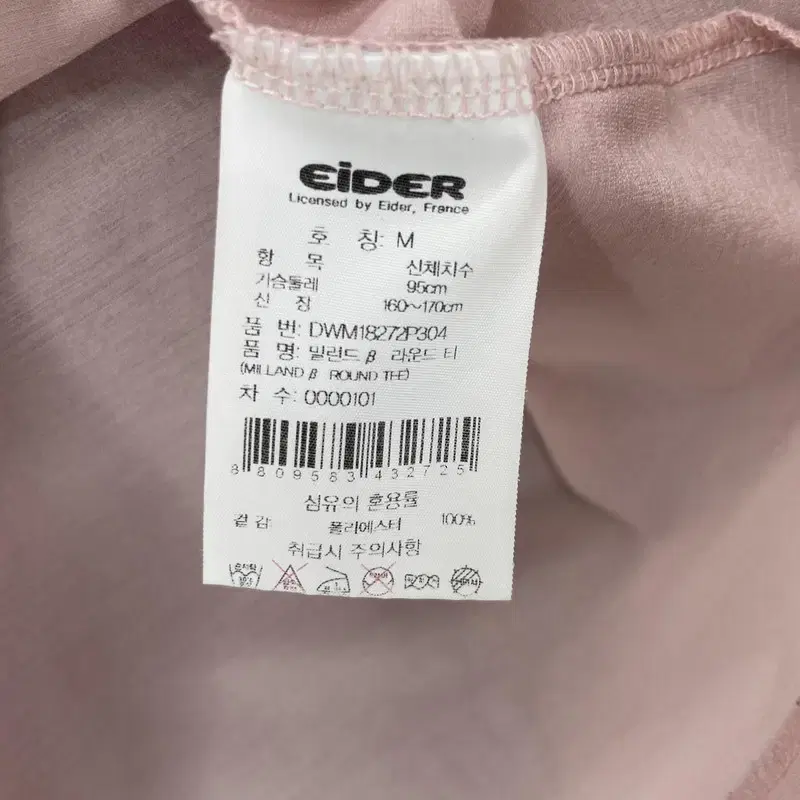 EiDER
Licensed by Eider, France
호 칭: M
항 목 신체치수
가슴둘레 95cm
신 장 160~170cm
품 번: DWM18272P304
품 명: 밀런드 β 라운드 티
(MILLAND β ROUND TEE)
차 수: 0000101
8 809583 432725
섬유의 혼용률
겉감 폴리에스터 100%
취급시 주의사항